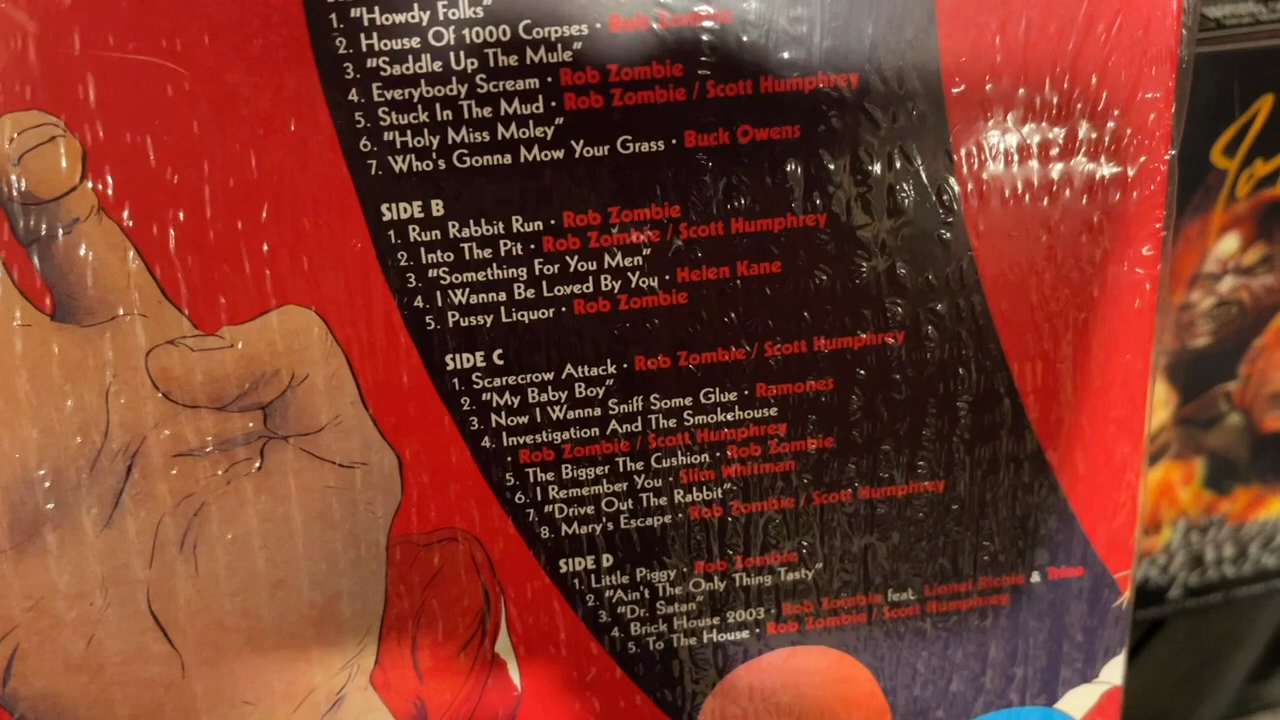 1. "Howdy Folks"
2. House Of 1000 Corpses · Rob Zombie
3. "Saddle Up The Mule"
4. Everybody Scream · Rob Zombie
5. Stuck In The Mud · Rob Zombie / Scott Humphrey
6. "Holy Miss Moley"
7. Who's Gonna Mow Your Grass · Buck Owens
SIDE B
1. Run Rabbit Run · Rob Zombie
2. Into The Pit · Rob Zombie / Scott Humphrey
3. "Something For You Men"
4. I Wanna Be Loved By You · Helen Kane
5. Pussy Liquor · Rob Zombie
SIDE C
1. Scarecrow Attack · Rob Zombie / Scott Humphrey
2. "My Baby Boy"
3. Now I Wanna Sniff Some Glue · Ramones
4. Investigation And The Smokehouse
· Rob Zombie / Scott Humphrey
5. The Bigger The Cushion · Rob Zombie
6. I Remember You · Slim Whitman
7. "Drive Out The Rabbit"
8. Mary's Escape · Rob Zombie / Scott Humphrey
SIDE D
1. Little Piggy · Rob Zombie
2. "Ain't The Only Thing Tasty"
3. "Dr. Satan"
4. Brick House 2003 · Rob Zombie feat. Lionel Richie & Trina
5. To The House · Rob Zombie / Scott Humphrey